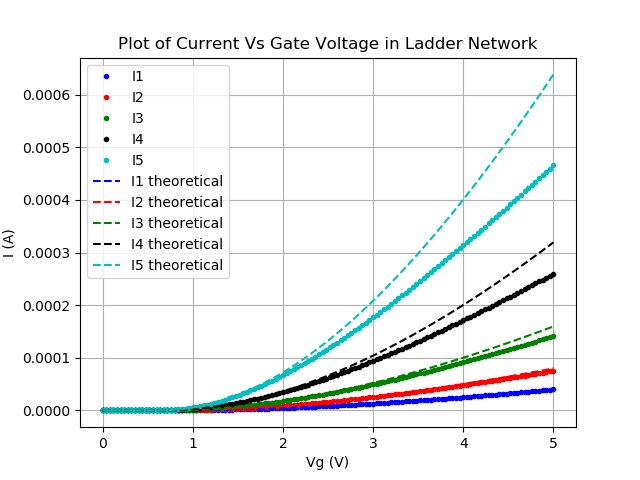 Plot of Current Vs Gate Voltage in Ladder Network
I1
I2
I3
I4
I5
I1 theoretical
I2 theoretical
I3 theoretical
I4 theoretical
I5 theoretical
0.0006
0.0005
0.0004
0.0003
0.0002
0.0001
0.0000
I (A)
0 1 2 3 4 5
Vg (V)